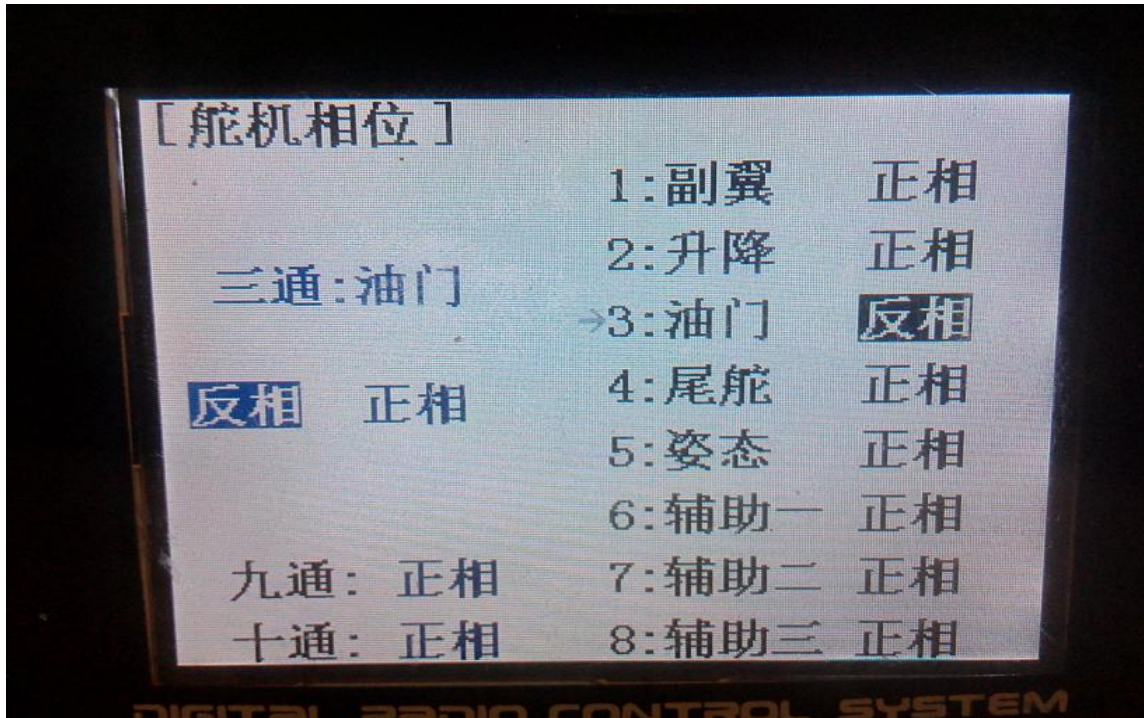 [舵机相位]
1:副翼 正相
2:升降 正相
三通:油门
→3:油门 反相
反相 正相
4:尾舵 正相
5:姿态 正相
6:辅助一 正相
九通: 正相
7:辅助二 正相
十通: 正相
8:辅助三 正相
DIGITAL RADIO CONTROL SYSTEM